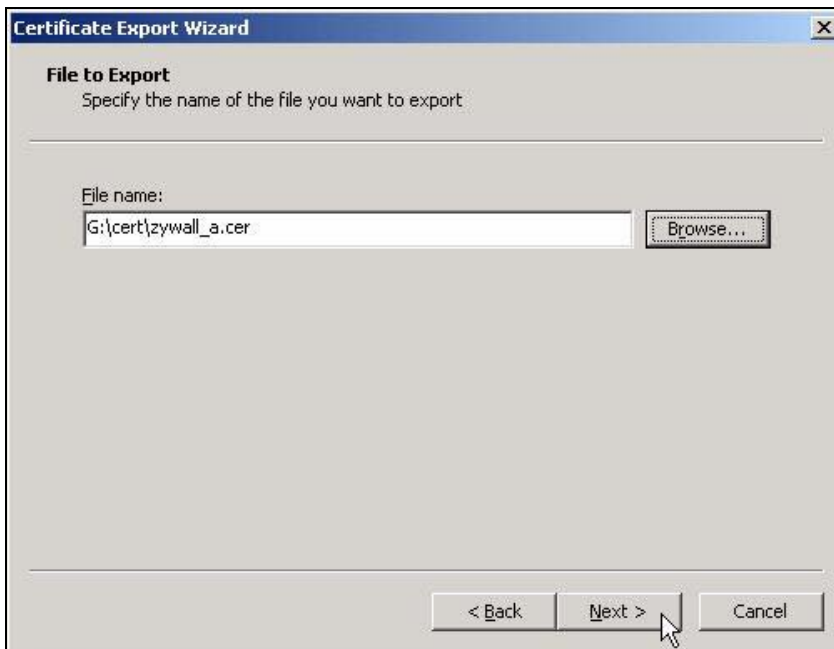 Certificate Export Wizard
File to Export
Specify the name of the file you want to export
File name:
G:\cert\zywall_a.cer
Browse...
< Back
Next >
Cancel